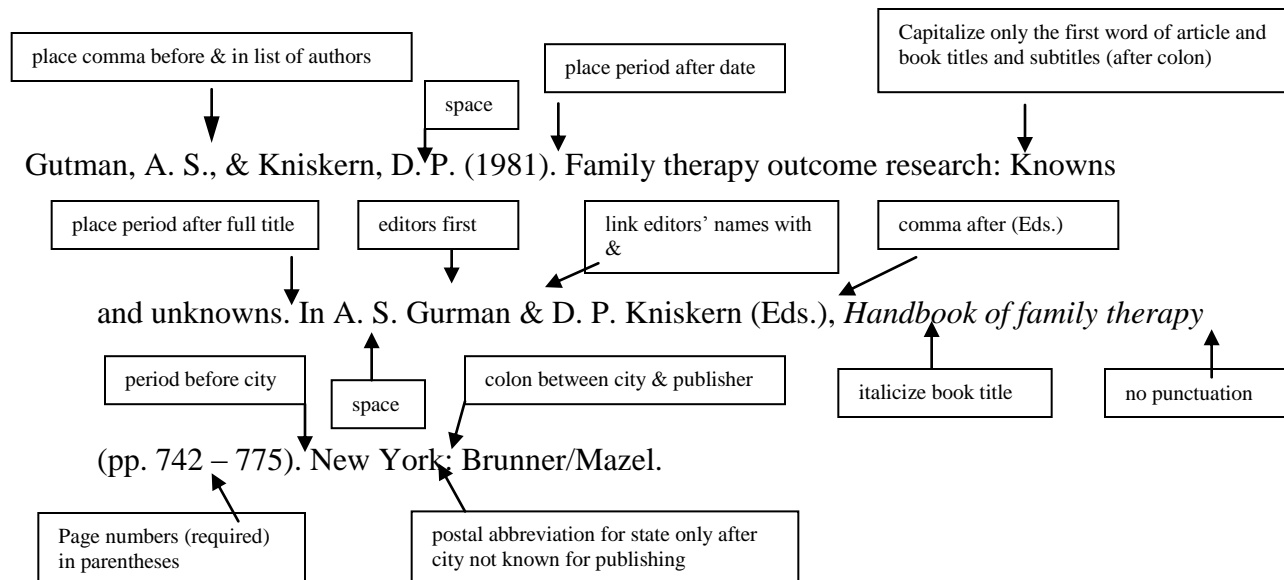 place comma before & in list of authors
space
place period after date
Capitalize only the first word of article and
book titles and subtitles (after colon)
Gutman, A. S., & Kniskern, D. P. (1981). Family therapy outcome research: Knowns
place period after full title
editors first
link editors' names with
&
comma after (Eds.)
and unknowns. In A. S. Gurman & D. P. Kniskern (Eds.), Handbook of family therapy
period before city
space
colon between city & publisher
italicize book title
no punctuation
(pp. 742 – 775). New York: Brunner/Mazel.
Page numbers (required)
in parentheses
postal abbreviation for state only after
city not known for publishing